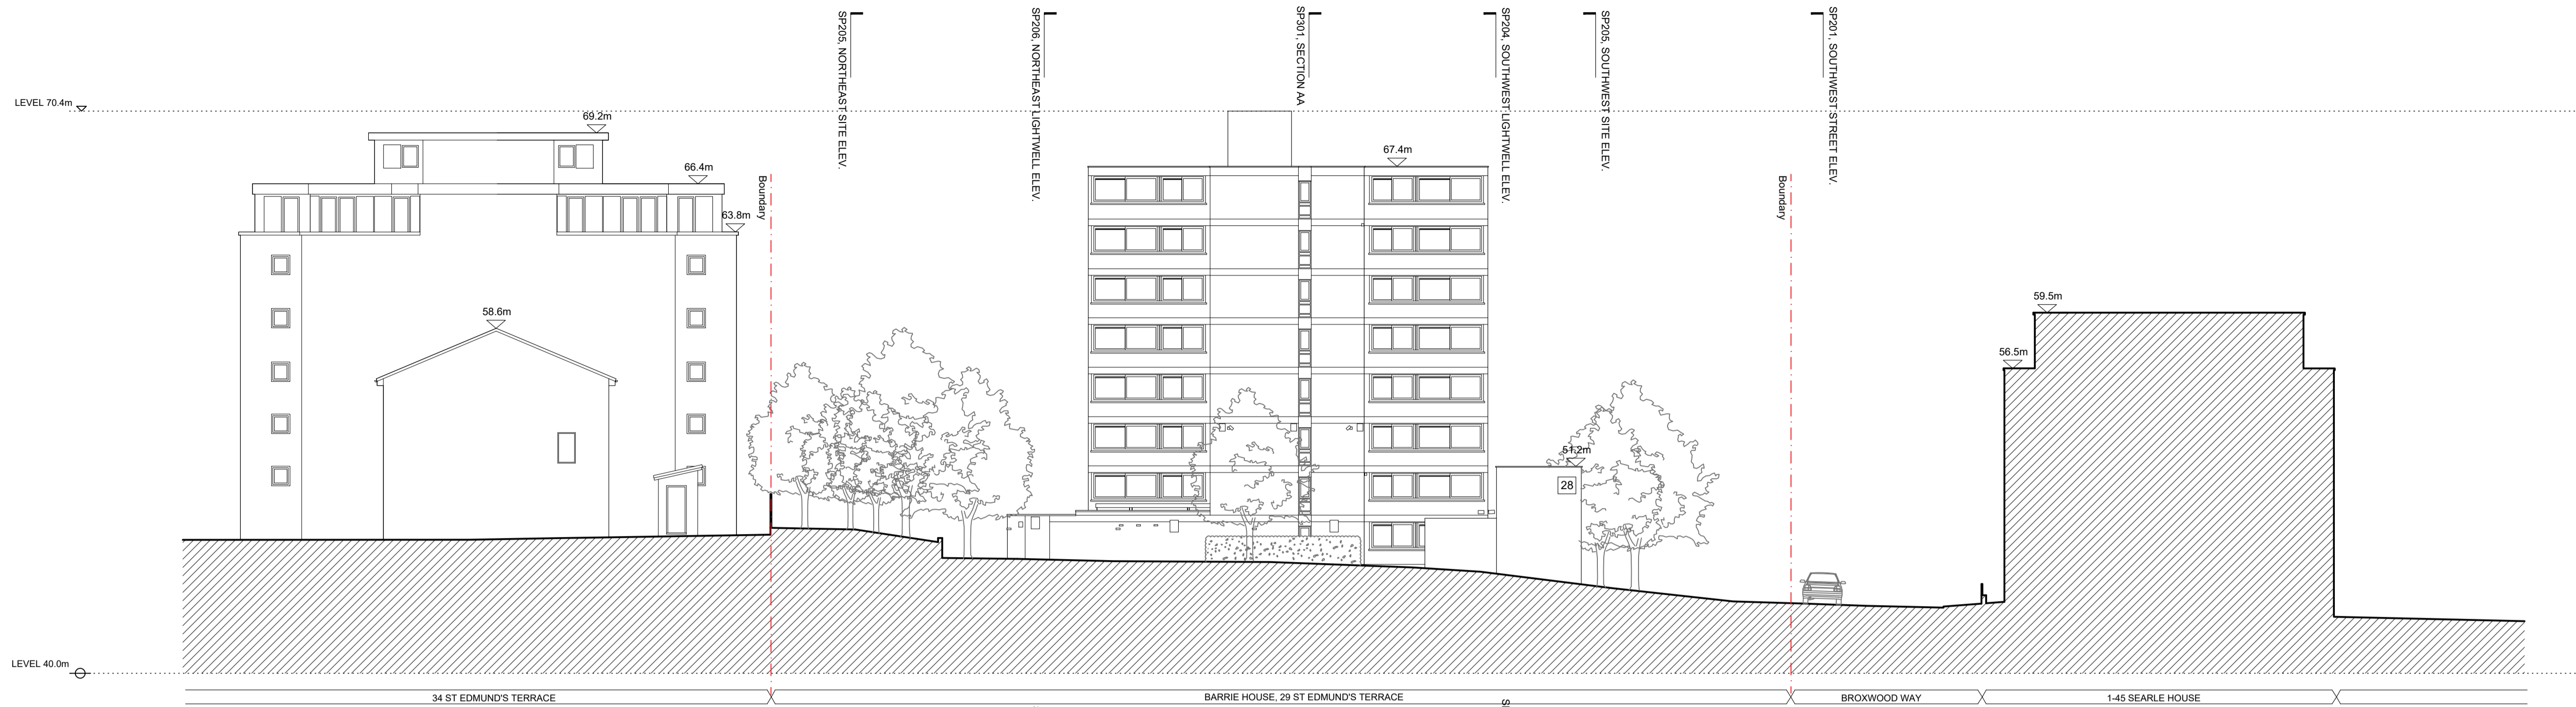 SP205, NORTHEAST SITE ELEV.
SP206, NORTHEAST LIGHTWELL ELEV.
SP301, SECTION AA
SP204, SOUTHWEST LIGHTWELL ELEV.
SP205, SOUTHWEST SITE ELEV.
SP201, SOUTHWEST STREET ELEV.
LEVEL 70.4m
69.2m
67.4m
66.4m
Boundary
Boundary
63.8m
59.5m
58.6m
56.5m
51.2m
28
LEVEL 40.0m
34 ST EDMUND'S TERRACE
BARRIE HOUSE, 29 ST EDMUND'S TERRACE
BROXWOOD WAY
1-45 SEARLE HOUSE